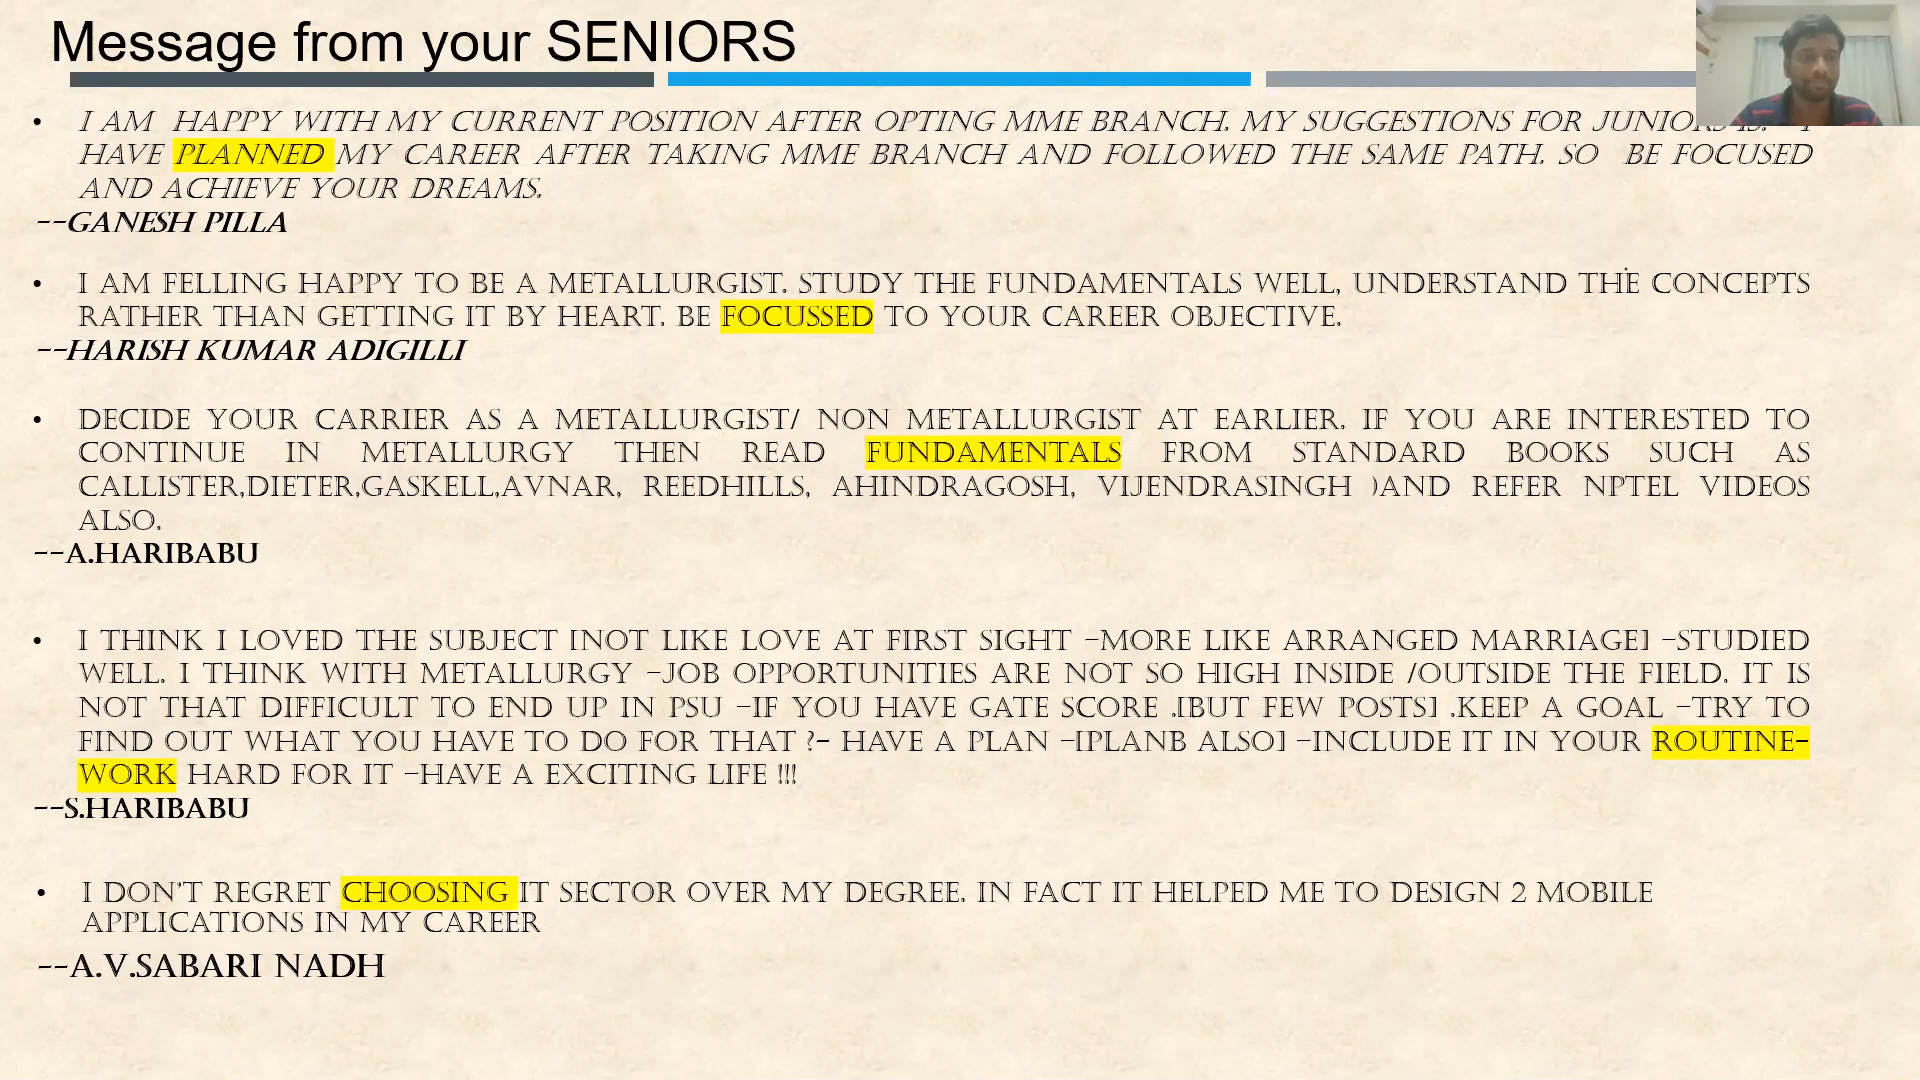 Message from your SENIORS
• I AM HAPPY WITH MY CURRENT POSITION AFTER OPTING MME BRANCH. MY SUGGESTIONS FOR JUNIORS IS. I
HAVE PLANNED MY CAREER AFTER TAKING MME BRANCH AND FOLLOWED THE SAME PATH. SO BE FOCUSED
AND ACHIEVE YOUR DREAMS.
--GANESH PILLA
• I AM FELLING HAPPY TO BE A METALLURGIST. STUDY THE FUNDAMENTALS WELL, UNDERSTAND THE CONCEPTS
RATHER THAN GETTING IT BY HEART. BE FOCUSSED TO YOUR CAREER OBJECTIVE.
--HARISH KUMAR ADIGILLI
• DECIDE YOUR CARRIER AS A METALLURGIST/ NON METALLURGIST AT EARLIER. IF YOU ARE INTERESTED TO
CONTINUE IN METALLURGY THEN READ FUNDAMENTALS FROM STANDARD BOOKS SUCH AS
CALLISTER,DIETER,GASKELL,AVNAR, REEDHILLS, AHINDRAGOSH, VIJENDRASINGH )AND REFER NPTEL VIDEOS
ALSO.
--A.HARIBABU
• I THINK I LOVED THE SUBJECT [NOT LIKE LOVE AT FIRST SIGHT –MORE LIKE ARRANGED MARRIAGE] –STUDIED
WELL. I THINK WITH METALLURGY –JOB OPPORTUNITIES ARE NOT SO HIGH INSIDE /OUTSIDE THE FIELD. IT IS
NOT THAT DIFFICULT TO END UP IN PSU –IF YOU HAVE GATE SCORE .[BUT FEW POSTS] .KEEP A GOAL –TRY TO
FIND OUT WHAT YOU HAVE TO DO FOR THAT ?- HAVE A PLAN –[PLANB ALSO] –INCLUDE IT IN YOUR ROUTINE-
WORK HARD FOR IT –HAVE A EXCITING LIFE !!!
--S.HARIBABU
• I DON'T REGRET CHOOSING IT SECTOR OVER MY DEGREE. IN FACT IT HELPED ME TO DESIGN 2 MOBILE
APPLICATIONS IN MY CAREER
--A.V.SABARI NADH